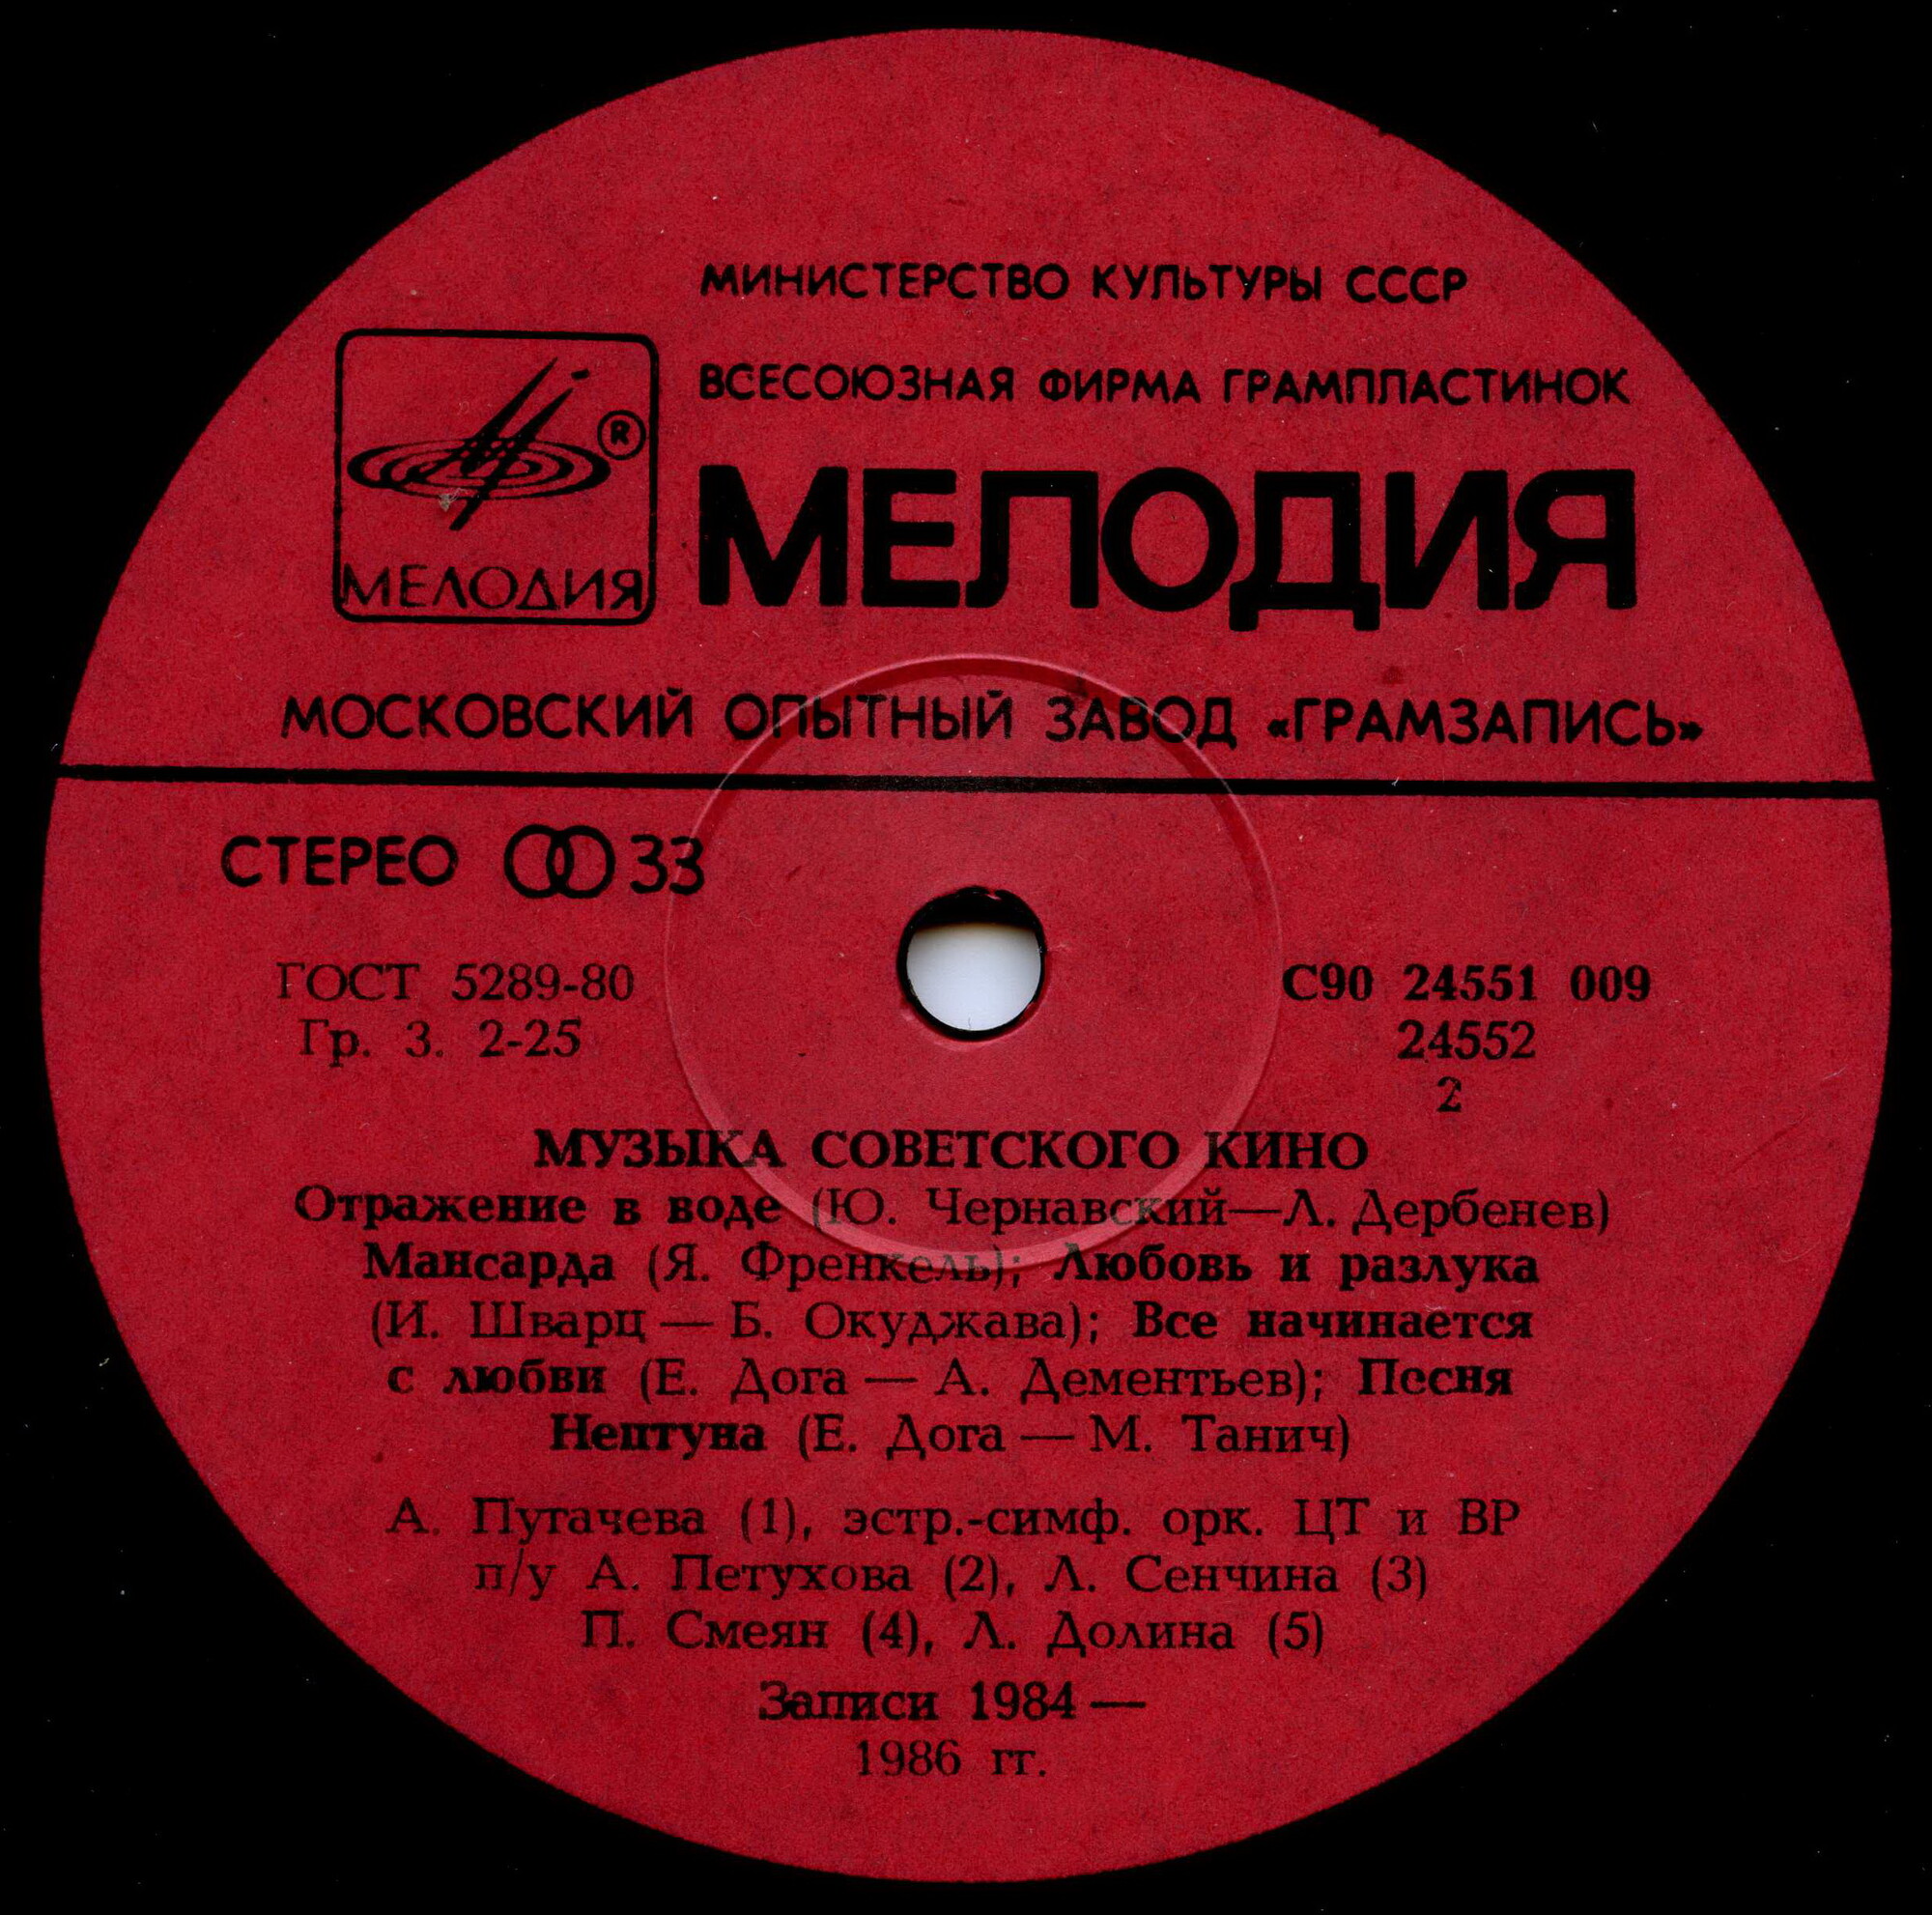 МИНИСТЕРСТВО КУЛЬТУРЫ СССР
ВСЕСОЮЗНАЯ ФИРМА ГРАМПЛАСТИНОК
®
МЕЛОДИЯ
МЕЛОДИЯ
МОСКОВСКИЙ ОПЫТНЫЙ ЗАВОД «ГРАМЗАПИСЬ»
СТЕРЕО 33
ГОСТ 5289-80
Гр. 3. 2-25
С90 24551 009
24552
2
МУЗЫКА СОВЕТСКОГО КИНО
Отражение в воде (Ю. Чернавский—Л. Дербенев)
Мансарда (Я. Френкель); Любовь и разлука
(И. Шварц — Б. Окуджава); Все начинается
с любви (Е. Дога — А. Дементьев); Песня
Нептуна (Е. Дога — М. Танич)
А. Пугачева (1), эстр.-симф. орк. ЦТ и ВР
п/у А. Петухова (2), Л. Сенчина (3)
П. Смеян (4), Л. Долина (5)
Записи 1984 —
1986 гг.